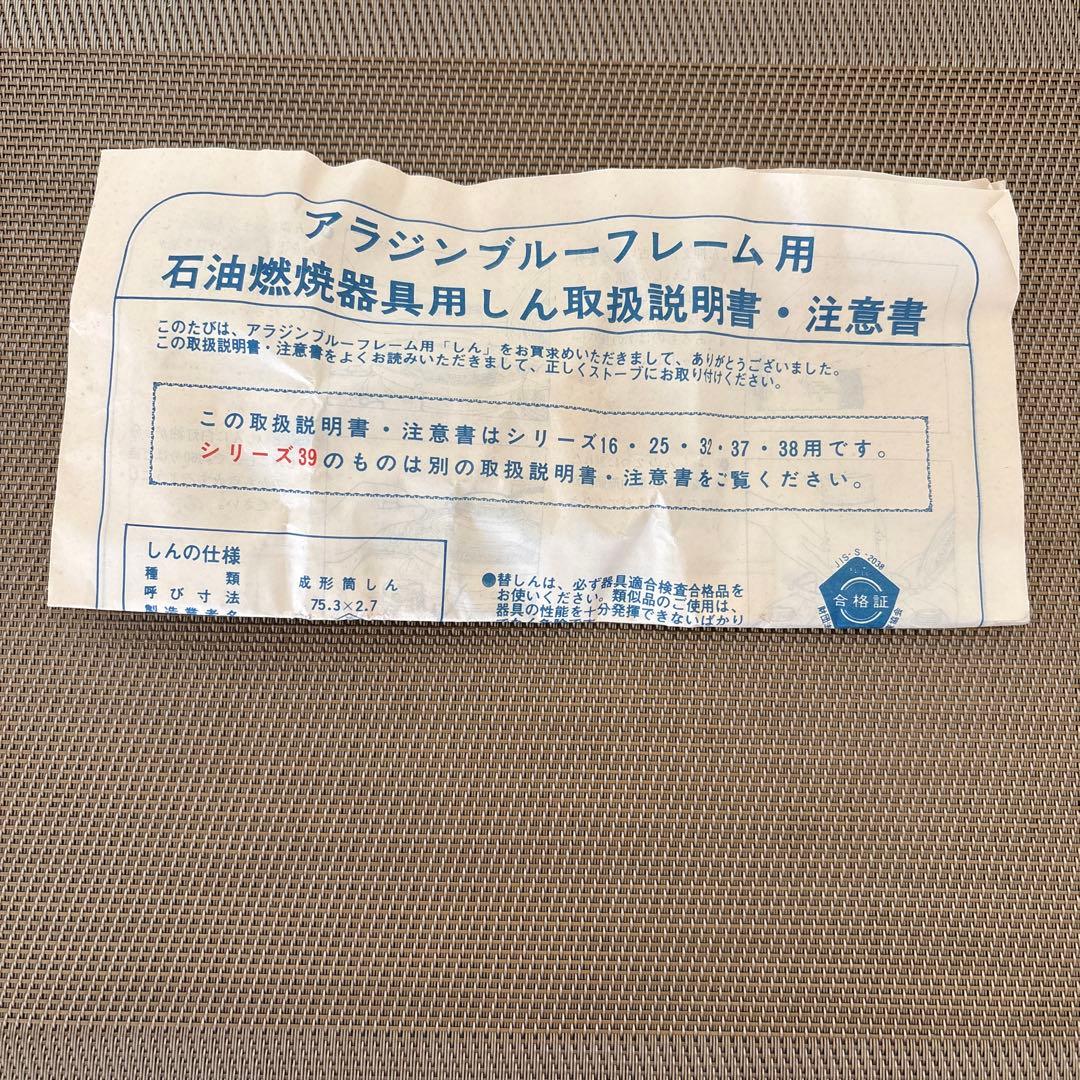 アラジンブルーフレーム用
石油燃焼器具用しん取扱説明書・注意書
このたびは、アラジンブルーフレーム用「しん」をお買求めいただきまして、ありがとうございました。
この取扱説明書・注意書をよくお読みいただきまして、正しくストーブにお取り付けください。
この取扱説明書・注意書はシリーズ16・25・32・37・38用です。
シリーズ39のものは別の取扱説明書・注意書をご覧ください。
しんの仕様
種類 成形筒しん
呼び寸法 75.3×2.7
製造業者名
●替しんは、必ず器具適合検査合格品を
お使いください。類似品のご使用は、
器具の性能を十分発揮できないばかり
JIS・S・2038
合格証